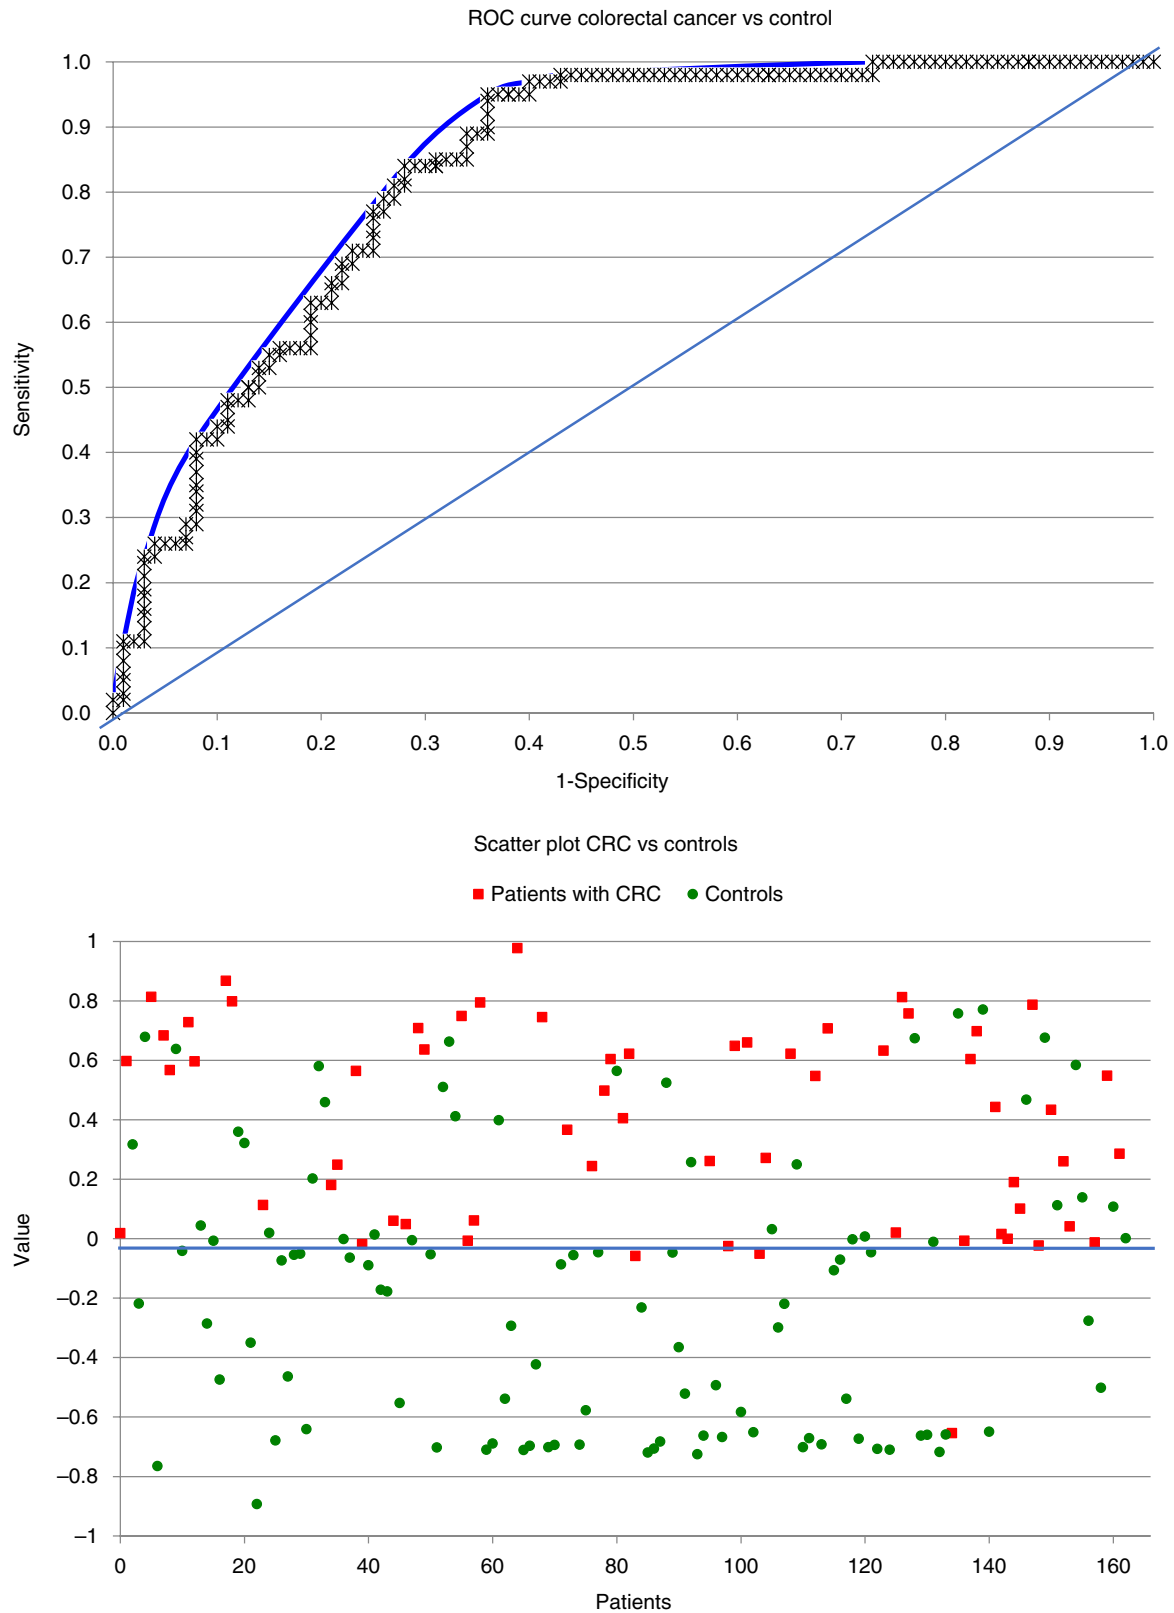 ROC curve colorectal cancer vs control
1.0
0.9
0.8
0.7
0.6
0.5
0.4
0.3
0.2
0.1
0.0
Sensitivity
0.0 0.1 0.2 0.3 0.4 0.5 0.6 0.7 0.8 0.9 1.0
1-Specificity
Scatter plot CRC vs controls
Patients with CRC Controls
1
0.8
0.6
0.4
0.2
0
–0.2
–0.4
–0.6
–0.8
–1
Value
0 20 40 60 80 100 120 140 160
Patients